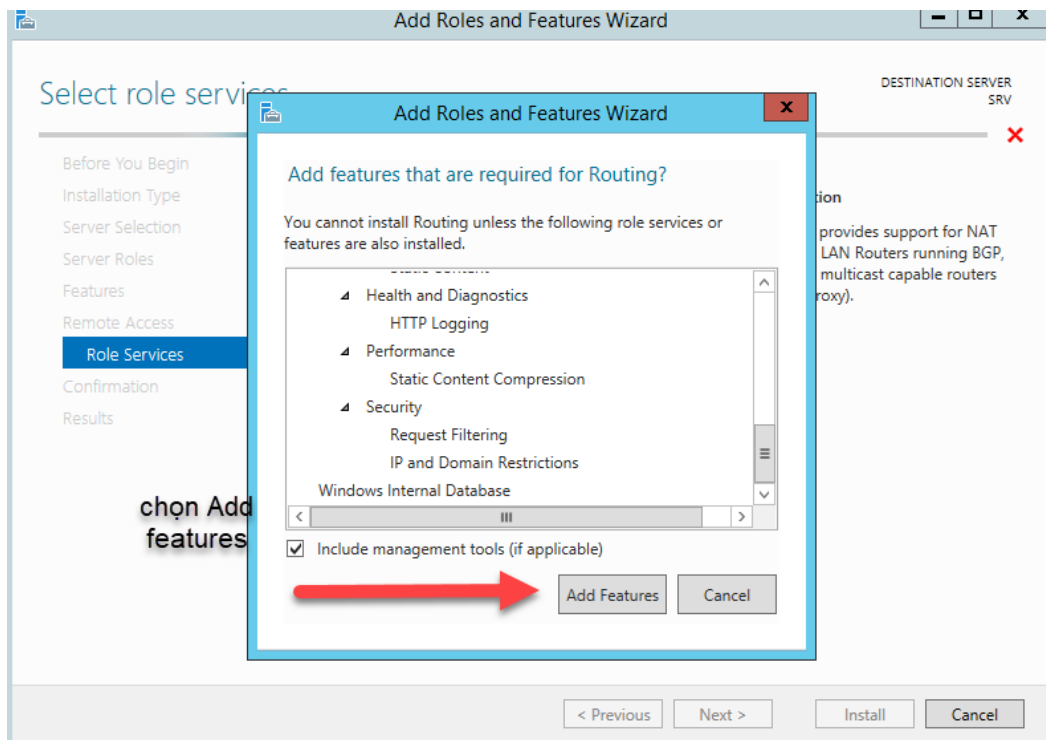 Add Roles and Features Wizard
Select role services
DESTINATION SERVER
SRV
Before You Begin
Installation Type
Server Selection
Server Roles
Features
Remote Access
Role Services
Confirmation
Results
Add Roles and Features Wizard
Add features that are required for Routing?
You cannot install Routing unless the following role services or
features are also installed.
Health and Diagnostics
HTTP Logging
Performance
Static Content Compression
Security
Request Filtering
IP and Domain Restrictions
Windows Internal Database
Include management tools (if applicable)
Add Features
Cancel
tion
provides support for NAT
LAN Routers running BGP,
multicast capable routers
roxy).
chọn Add
features
< Previous
Next >
Install
Cancel